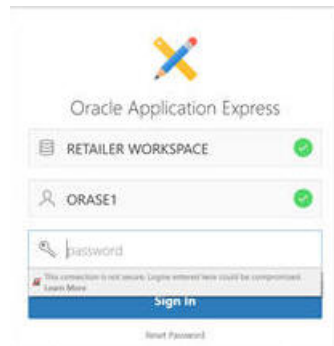 Oracle Application Express
RETAILER WORKSPACE
ORASE1
password
This connection is not secure. Logins entered here could be compromised.
Learn More
Sign In
Reset Password